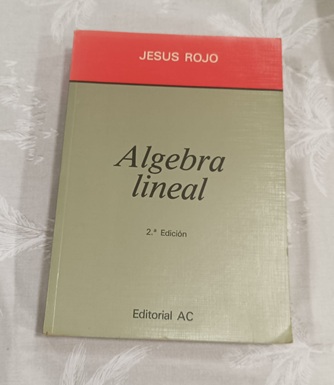 JESUS ROJO
Algebra
lineal
2.ª Edición
Editorial AC